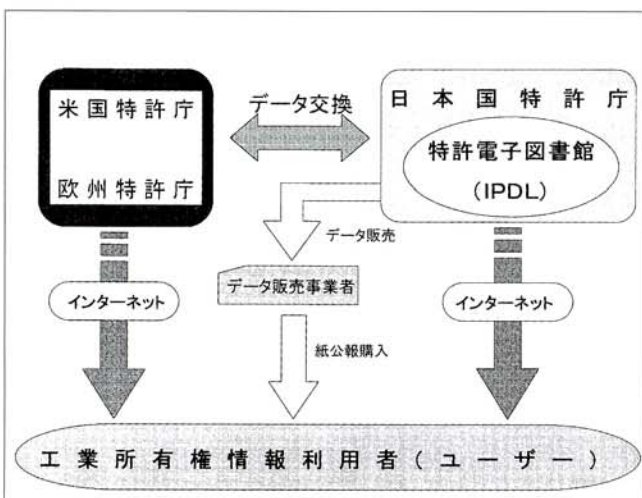 米国特許庁
欧州特許庁
データ交換
日本国特許庁
特許電子図書館
(IPDL)
データ販売
データ販売事業者
インターネット
インターネット
紙公報購入
工業所有権情報利用者(ユーザー)